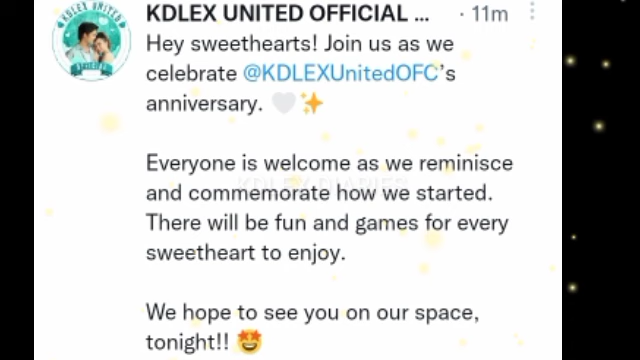 KDLEX UNITED
KDLEX UNITED OFFICIAL ... · 11m
Hey sweethearts! Join us as we
celebrate @KDLEXUnitedOFC's
anniversary. 🤍✨
Everyone is welcome as we reminisce
and commemorate how we started.
There will be fun and games for every
sweetheart to enjoy.
We hope to see you on our space,
tonight!! 🤩